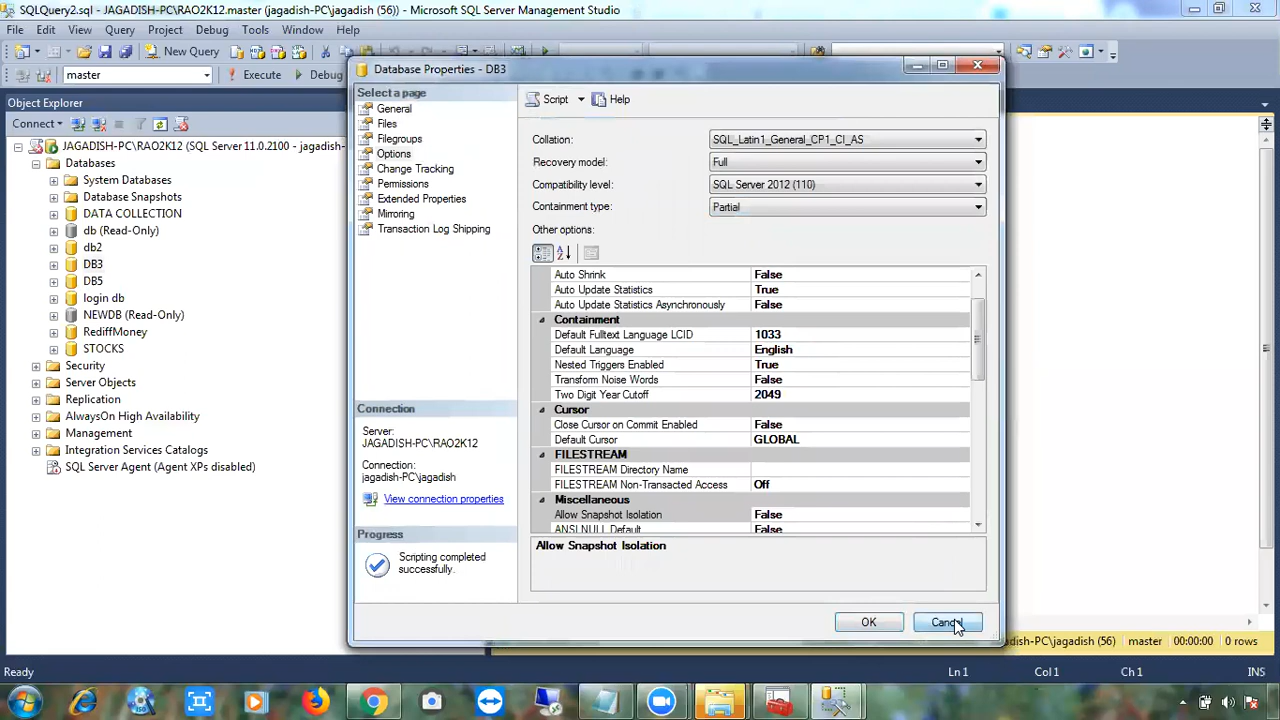 SQLQuery2.sql - JAGADISH-PC\RAO2K12.master (jagadish-PC\jagadish (56)) - Microsoft SQL Server Management Studio
File Edit View Query Project Debug Tools Window Help
New Query
master Execute Debug
Object Explorer
Connect
JAGADISH-PC\RAO2K12 (SQL Server 11.0.2100 - jagadish-
Databases
System Databases
Database Snapshots
DATA COLLECTION
db (Read-Only)
db2
DB3
DB5
login db
NEWDB (Read-Only)
RediffMoney
STOCKS
Security
Server Objects
Replication
AlwaysOn High Availability
Management
Integration Services Catalogs
SQL Server Agent (Agent XPs disabled)
Database Properties - DB3
Select a page
General
Files
Filegroups
Options
Change Tracking
Permissions
Extended Properties
Mirroring
Transaction Log Shipping
Connection
Server:
JAGADISH-PC\RAO2K12
Connection:
jagadish-PC\jagadish
View connection properties
Progress
Scripting completed
successfully.
Script Help
Collation: SQL_Latin1_General_CP1_CI_AS
Recovery model: Full
Compatibility level: SQL Server 2012 (110)
Containment type: Partial
Other options:
Auto Shrink False
Auto Update Statistics True
Auto Update Statistics Asynchronously False
Containment
Default Fulltext Language LCID 1033
Default Language English
Nested Triggers Enabled True
Transform Noise Words False
Two Digit Year Cutoff 2049
Cursor
Close Cursor on Commit Enabled False
Default Cursor GLOBAL
FILESTREAM
FILESTREAM Directory Name
FILESTREAM Non-Transacted Access Off
Miscellaneous
Allow Snapshot Isolation False
ANSI NULL Default False
Allow Snapshot Isolation
OK Cancel
dish-PC\jagadish (56) master 00:00:00 0 rows
Ready Ln 1 Col 1 Ch 1 INS